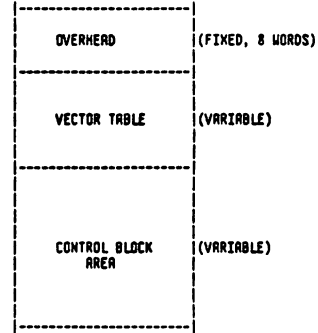 OVERHEAD (FIXED, 8 WORDS)
VECTOR TABLE (VARIABLE)
CONTROL BLOCK (VARIABLE)
AREA